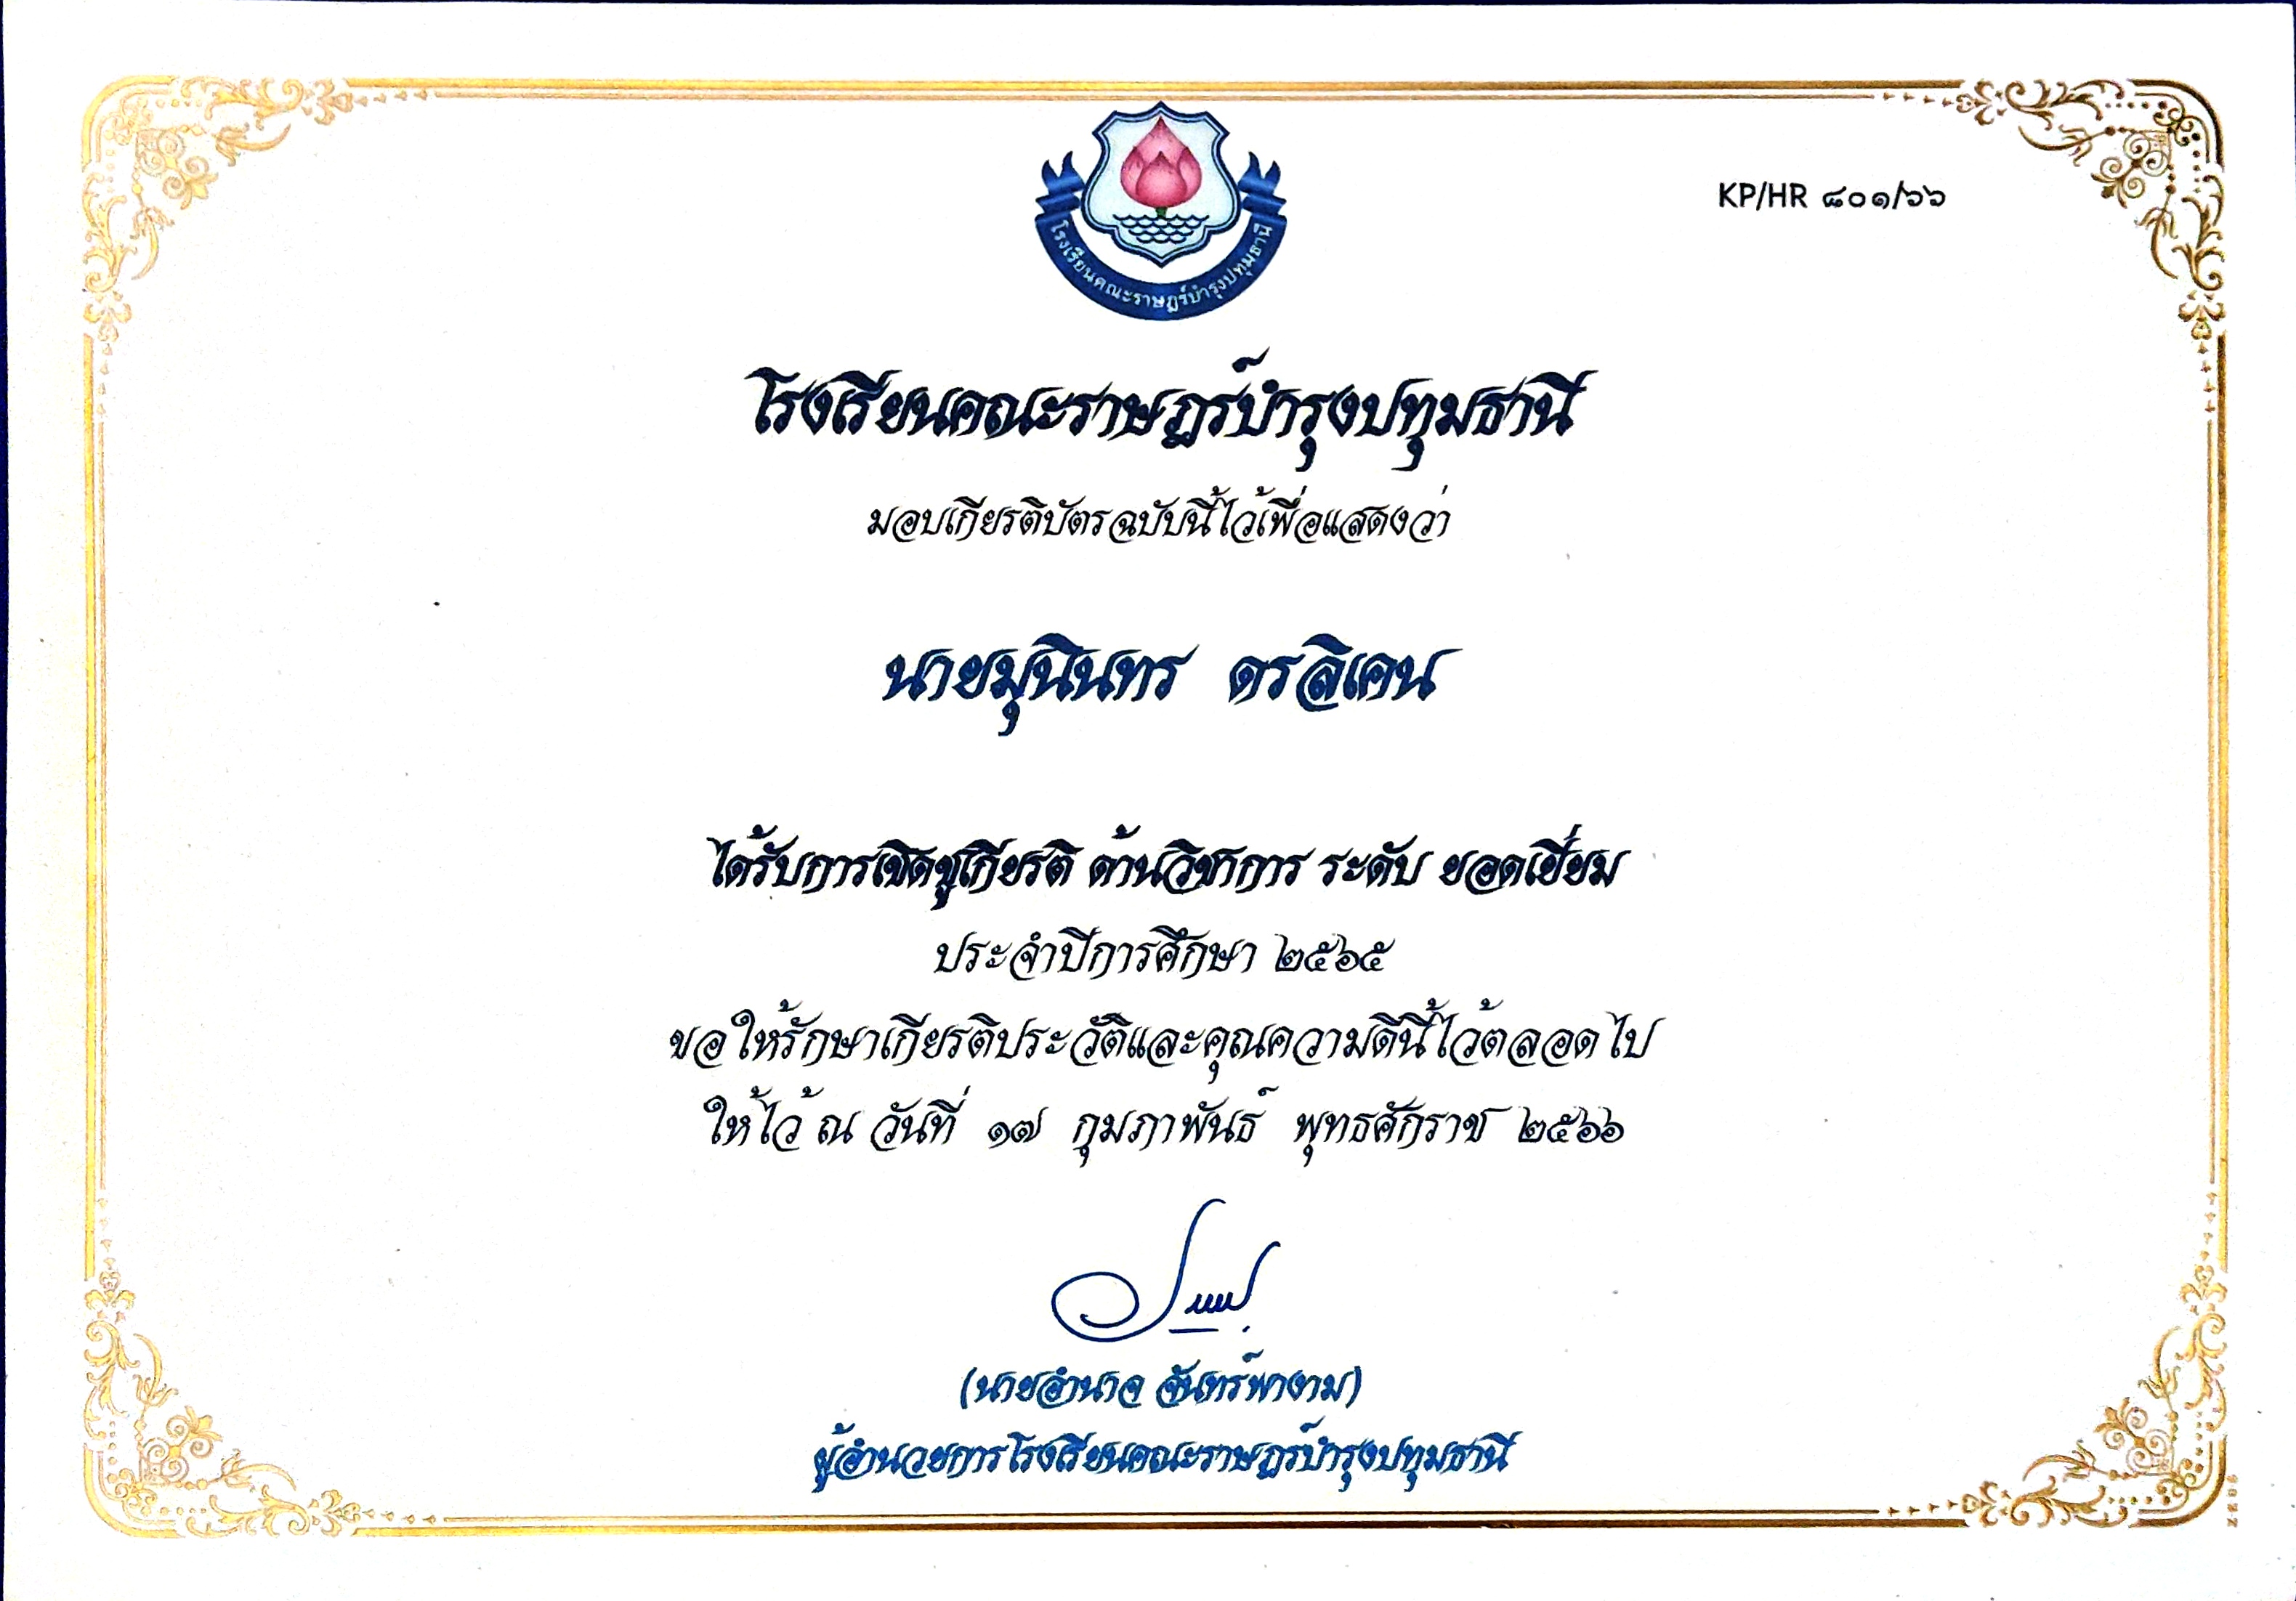 KP/HR ๘๐๑/๖๖
โรงเรียนคณะราษฎร์บำรุงปทุมธานี
โรงเรียนคณะราษฎร์บำรุงปทุมธานี
มอบเกียรติบัตรฉบับนี้ไว้เพื่อแสดงว่า
นายมุนินทร ดรลิเคน
ได้รับการเชิดชูเกียรติ ด้านวิชาการ ระดับ ยอดเยี่ยม
ประจำปีการศึกษา ๒๕๖๕
ขอให้รักษาเกียรติประวัติและคุณความดีนี้ไว้ตลอดไป
ให้ไว้ ณ วันที่ ๑๗ กุมภาพันธ์ พุทธศักราช ๒๕๖๖
(นายอำนาจ จันทร์พางาม)
ผู้อำนวยการโรงเรียนคณะราษฎร์บำรุงปทุมธานี